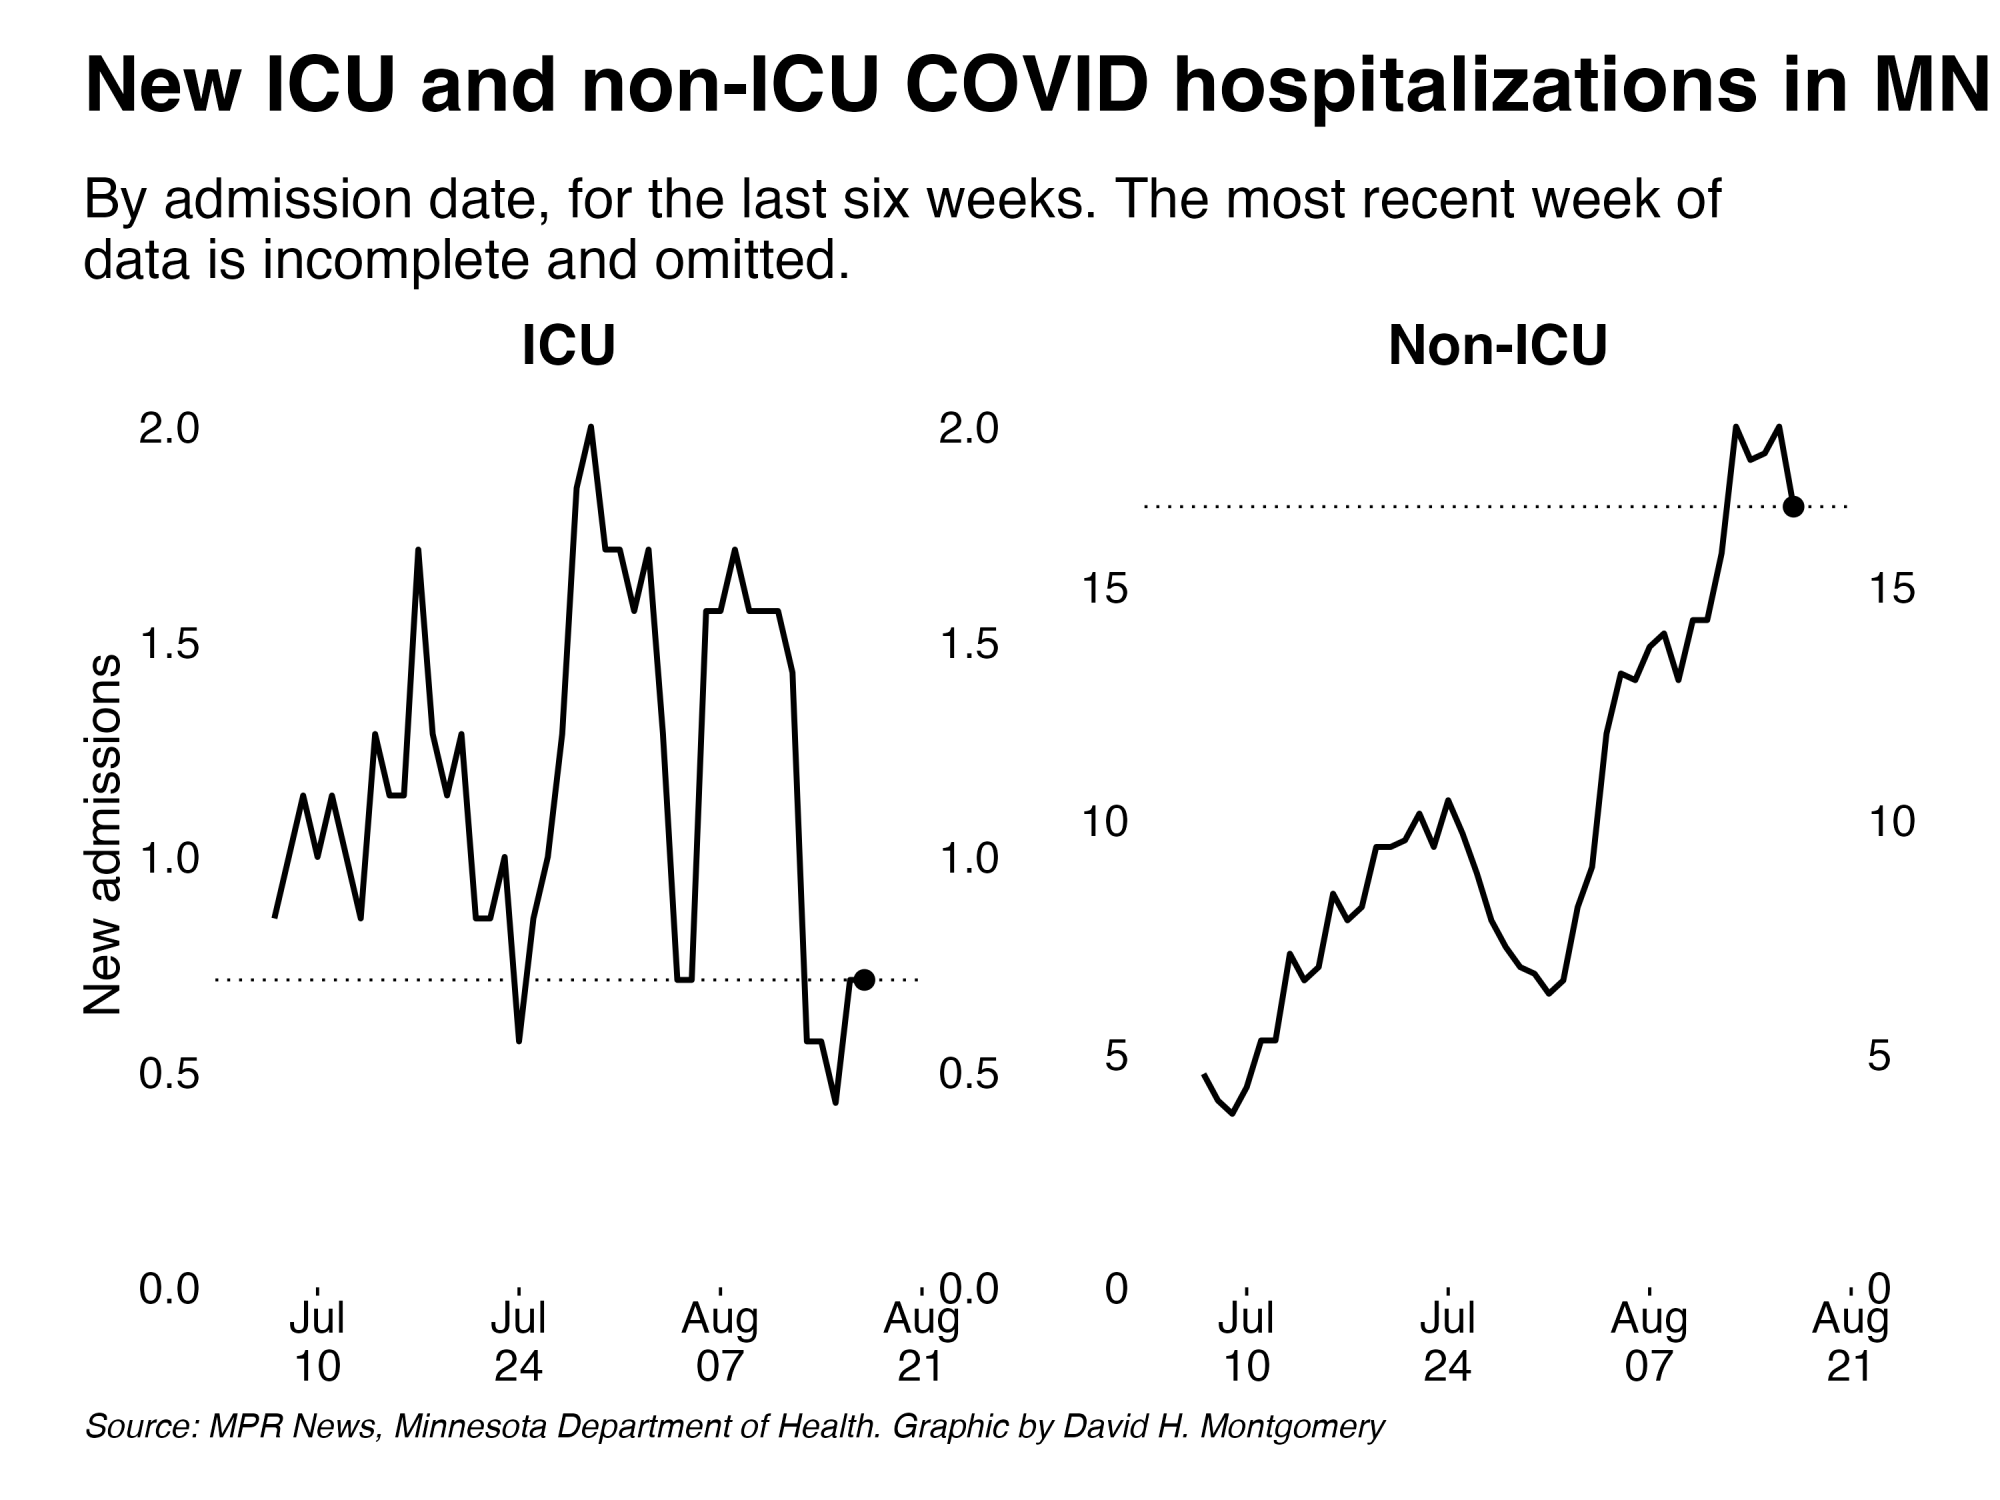 New ICU and non-ICU COVID hospitalizations in MN
By admission date, for the last six weeks. The most recent week of
data is incomplete and omitted.
ICU
New admissions
2.0
1.5
1.0
0.5
0.0
2.0
1.5
1.0
0.5
0.0
Jul
10
Jul
24
Aug
07
Aug
21
Non-ICU
15
10
5
0
15
10
5
0
Jul
10
Jul
24
Aug
07
Aug
21
Source: MPR News, Minnesota Department of Health. Graphic by David H. Montgomery